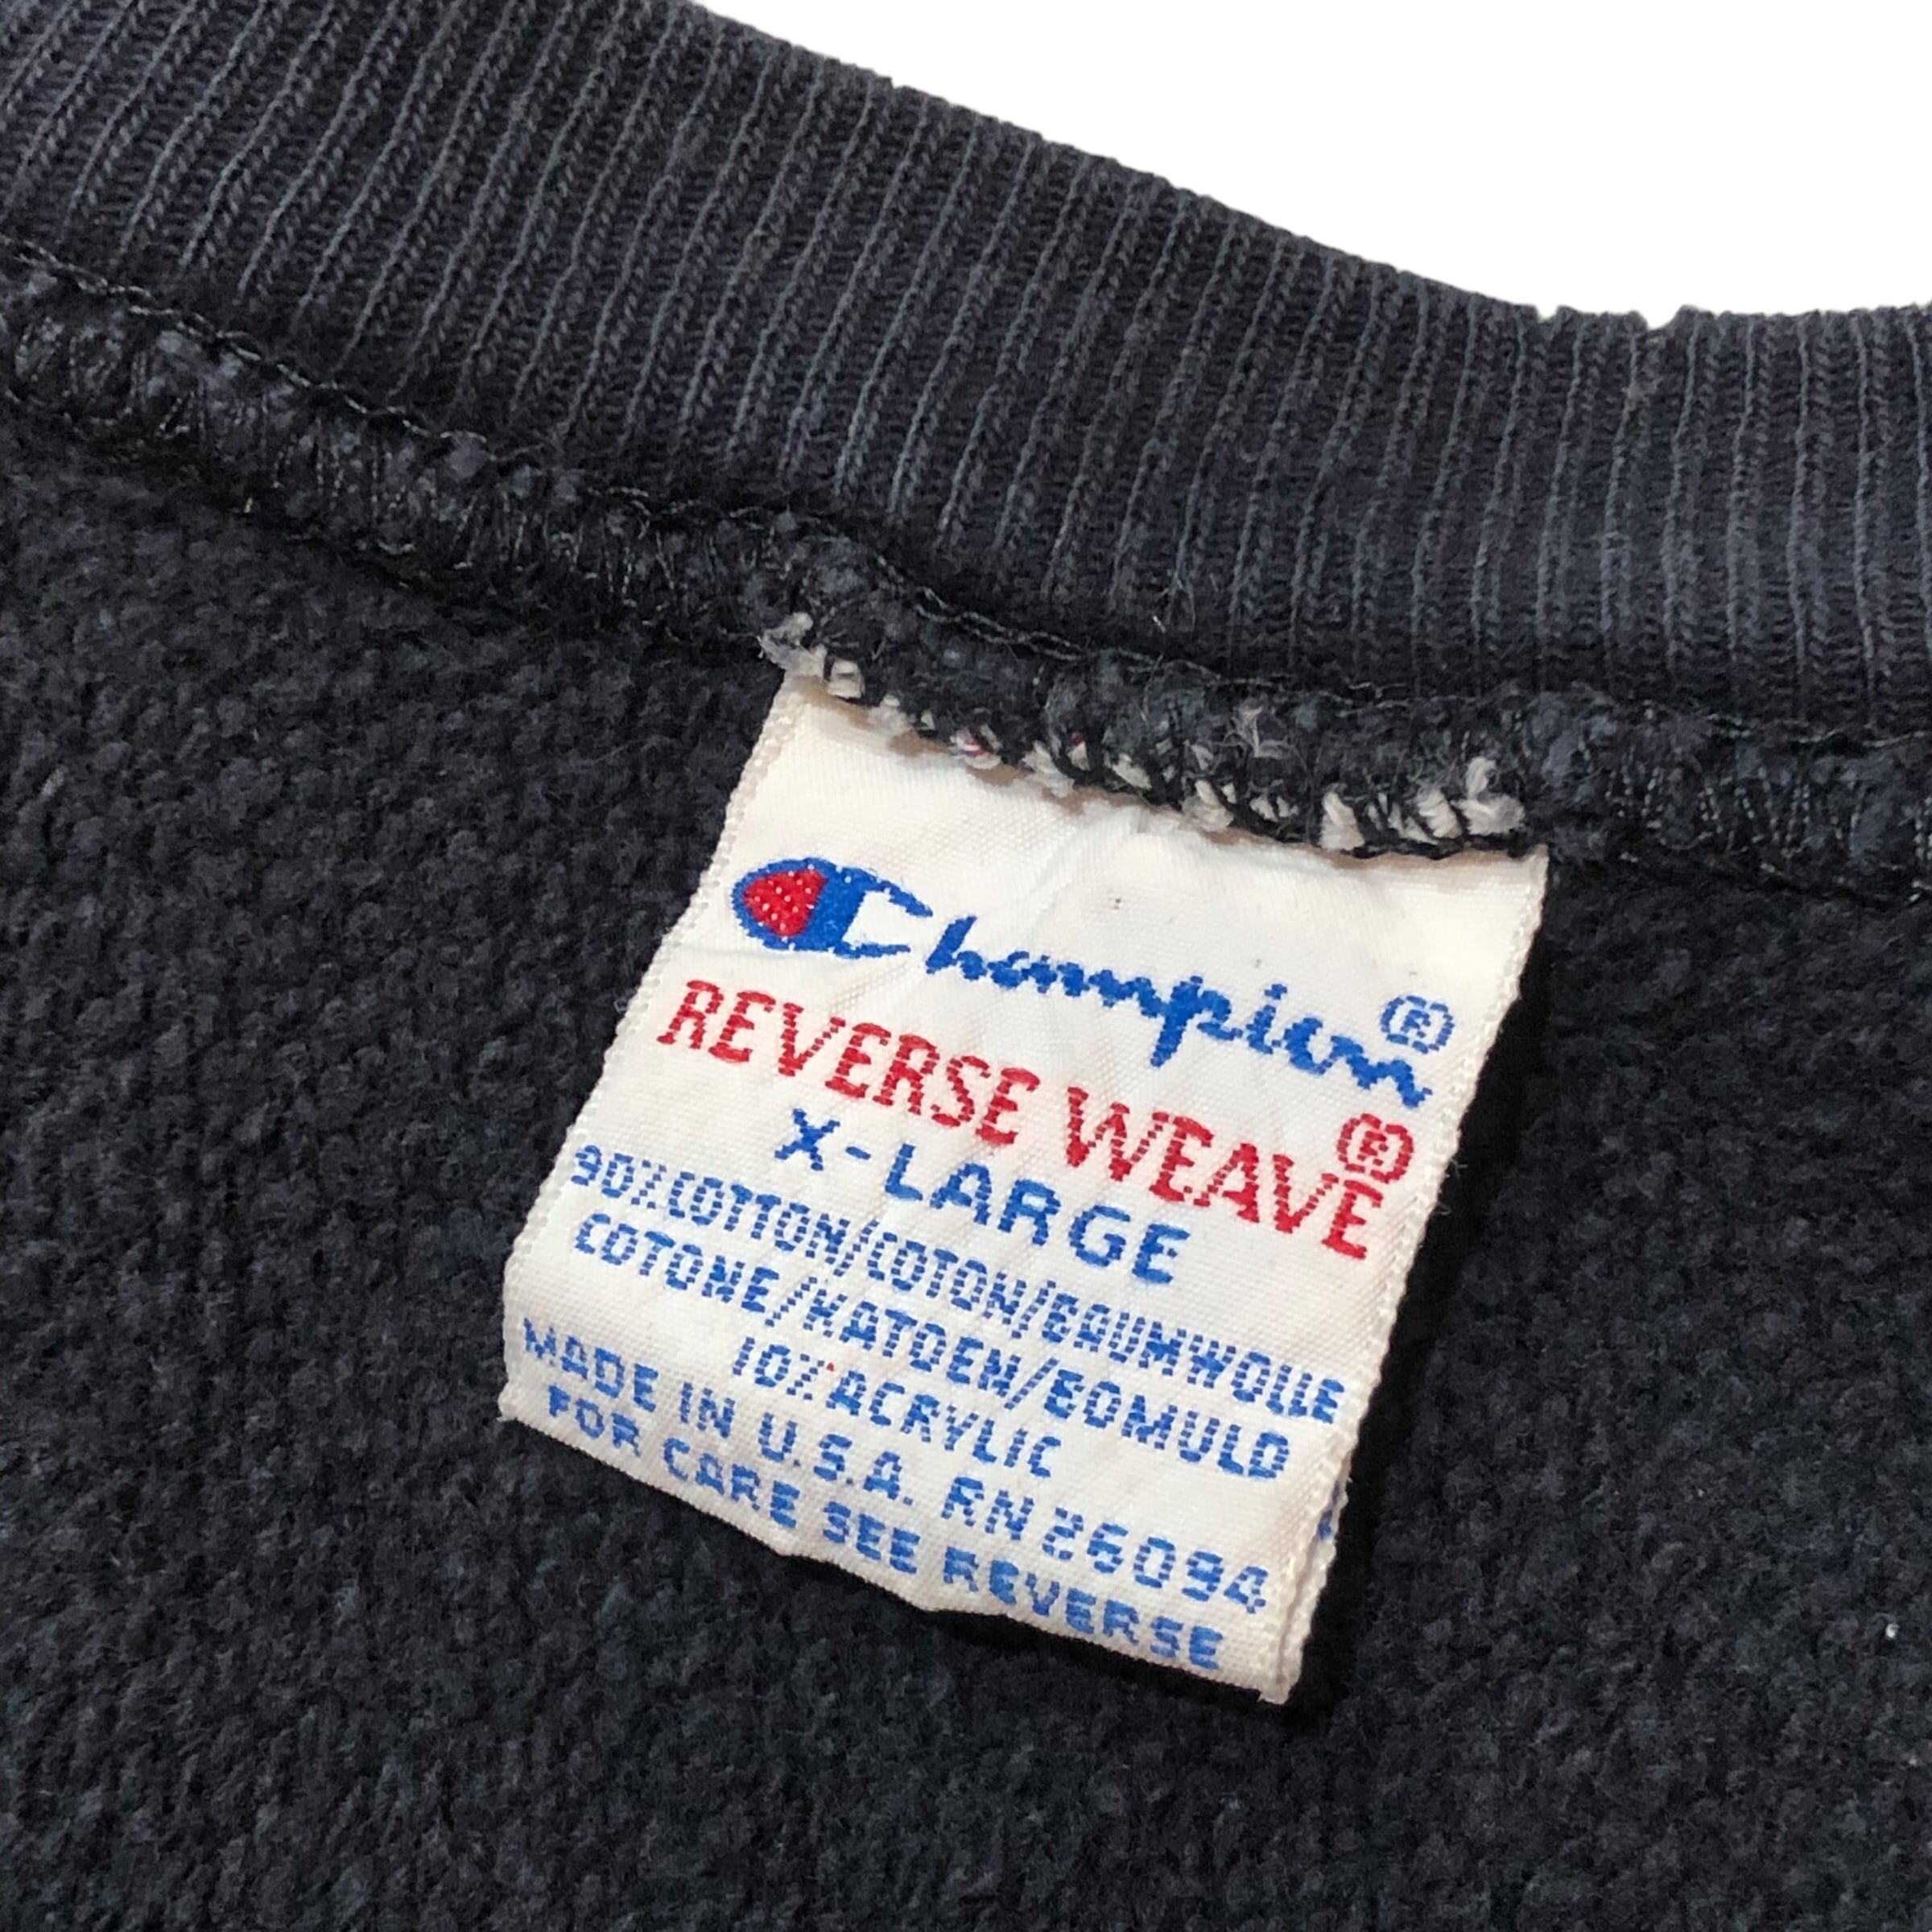 Champion®
REVERSE WEAVE®
X-LARGE
90%COTTON/COTON/BAUMWOLLE
COTONE/KATOEN/BOMULD
10%ACRYLIC
MADE IN U.S.A. RN 26094
FOR CARE SEE REVERSE